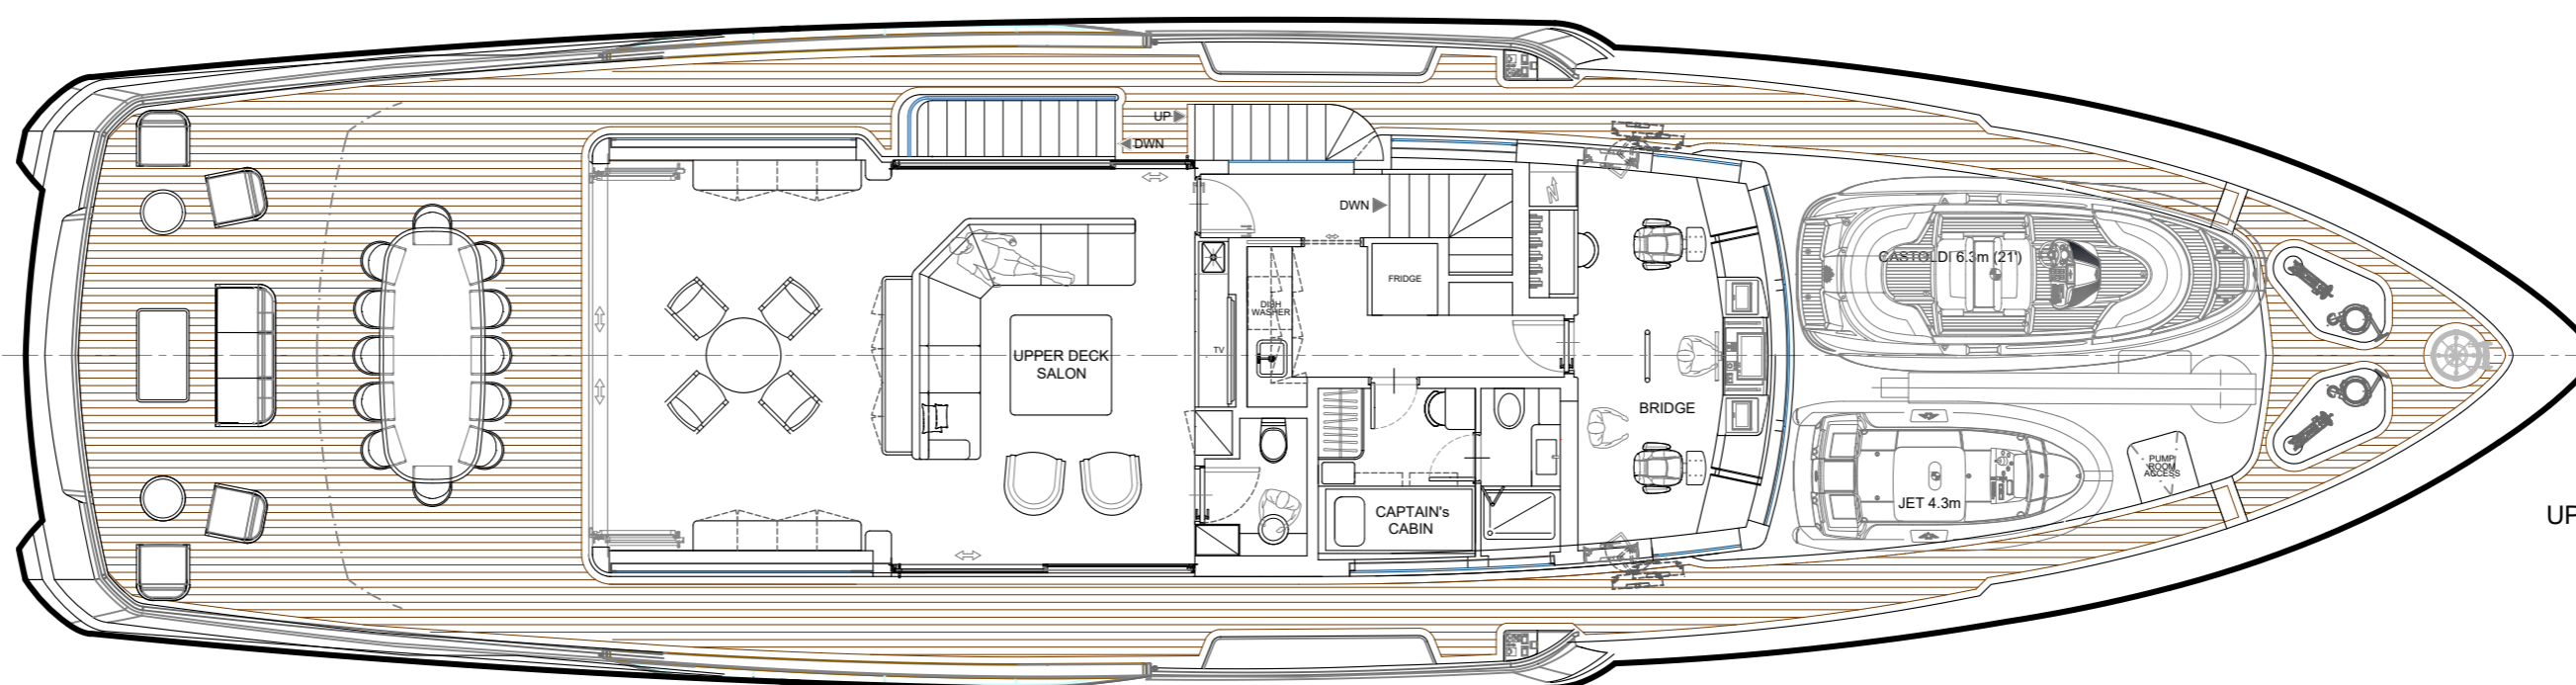 UP
DWN
DWN
CASTOLDI 6.3m (21')
FRIDGE
DISH
WASHER
TV
UPPER DECK
SALON
BRIDGE
PUMP
ROOM
ACCESS
JET 4.3m
CAPTAIN's
CABIN
UP